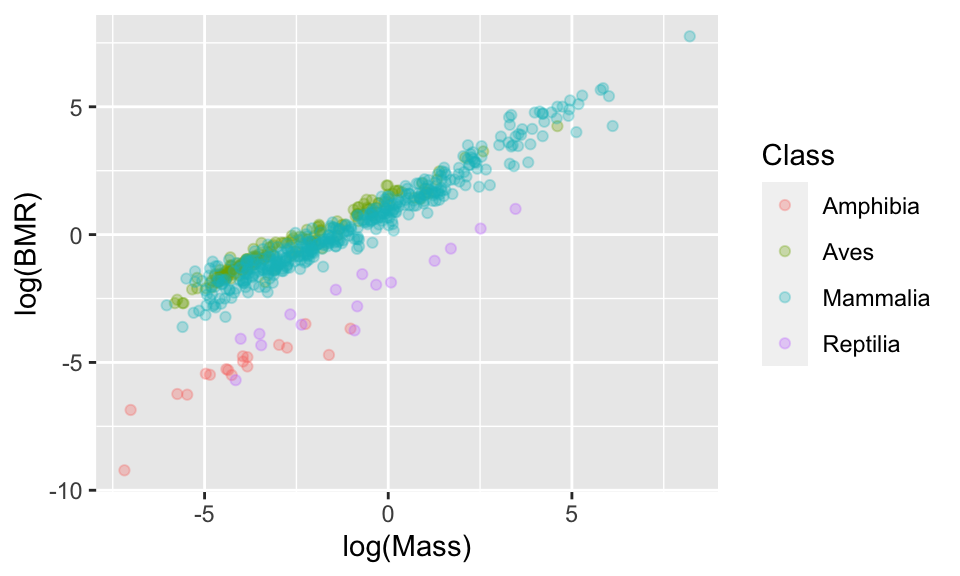 5
0
-5
-10
log(BMR)
-5
0
5
log(Mass)
Class
Amphibia
Aves
Mammalia
Reptilia